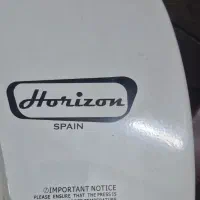 Horizon
SPAIN
⊘IMPORTANT NOTICE
PLEASE ENSURE THAT THE PRESS IS